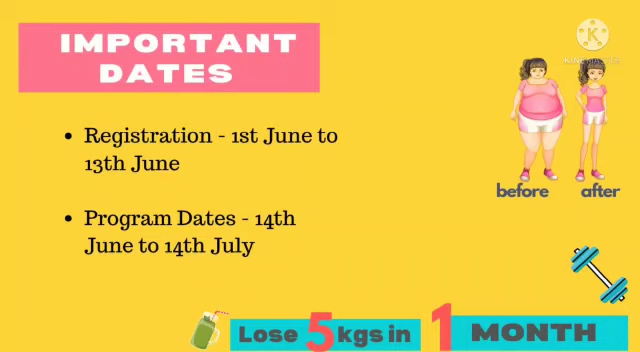 IMPORTANT
DATES
Registration - 1st June to
13th June
Program Dates - 14th
June to 14th July
before after
Lose 5 kgs in 1 MONTH